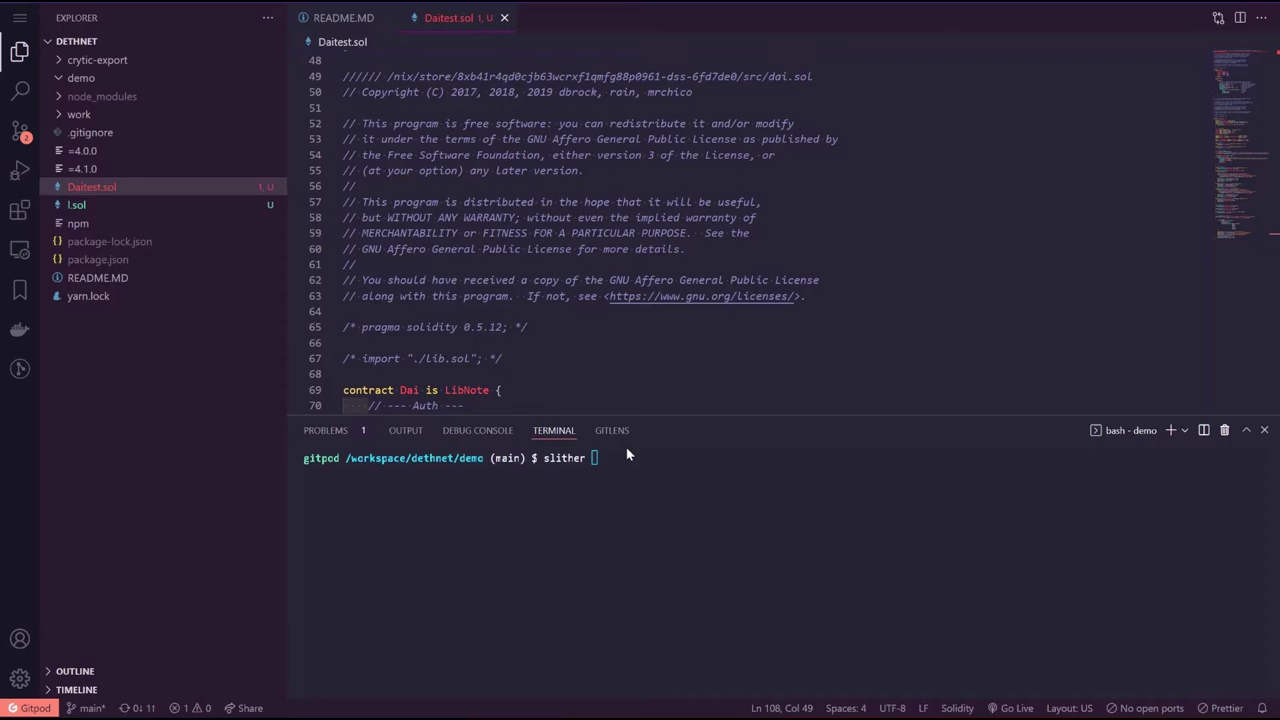 EXPLORER
DETHNET
crytic-export
demo
node_modules
work
.gitignore
=4.0.0
=4.1.0
Daitest.sol 1, U
I.sol U
npm
package-lock.json
package.json
README.MD
yarn.lock
OUTLINE
TIMELINE
2
README.MD
Daitest.sol 1, U
Daitest.sol
48
49 ////// /nix/store/8xb41r4qd0cjb63wcrxf1qmfg88p0961-dss-6fd7de0/src/dai.sol
50 // Copyright (C) 2017, 2018, 2019 dbrock, rain, mrchico
51
52 // This program is free software: you can redistribute it and/or modify
53 // it under the terms of the GNU Affero General Public License as published by
54 // the Free Software Foundation, either version 3 of the License, or
55 // (at your option) any later version.
56 //
57 // This program is distributed in the hope that it will be useful,
58 // but WITHOUT ANY WARRANTY; without even the implied warranty of
59 // MERCHANTABILITY or FITNESS FOR A PARTICULAR PURPOSE. See the
60 // GNU Affero General Public License for more details.
61 //
62 // You should have received a copy of the GNU Affero General Public License
63 // along with this program. If not, see <https://www.gnu.org/licenses/>.
64
65 /* pragma solidity 0.5.12; */
66
67 /* import "./lib.sol"; */
68
69 contract Dai is LibNote {
70 // --- Auth ---
PROBLEMS 1 OUTPUT DEBUG CONSOLE TERMINAL GITLENS
bash - demo
gitpod /workspace/dethnet/demo (main) $ slither
Gitpod main* 0↓ 1↑ 1 0 Share
Ln 108, Col 49 Spaces: 4 UTF-8 LF Solidity Go Live Layout: US No open ports Prettier